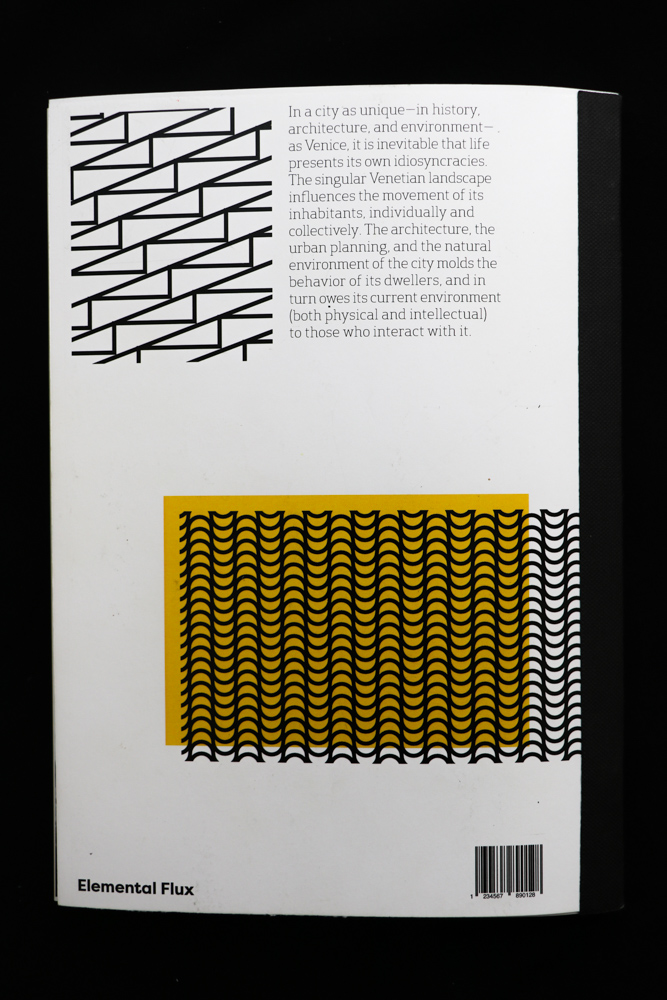 In a city as unique—in history,
architecture, and environment—
as Venice, it is inevitable that life
presents its own idiosyncracies.
The singular Venetian landscape
influences the movement of its
inhabitants, individually and
collectively. The architecture, the
urban planning, and the natural
environment of the city molds the
behavior of its dwellers, and in
turn owes its current environment
(both physical and intellectual)
to those who interact with it.
Elemental Flux
1 234567 890128